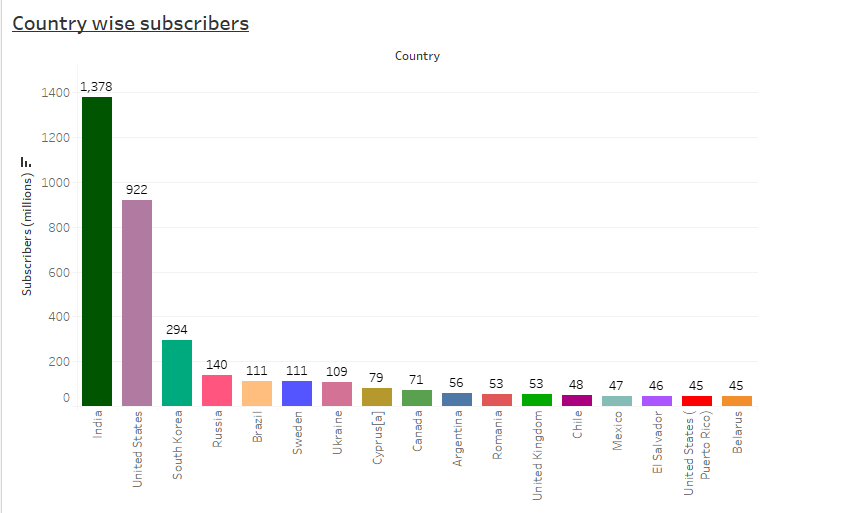 Country wise subscribers
Country
Subscribers (millions)
1400
1200
1000
800
600
400
200
0
1,378
922
294
140
111
111
109
79
71
56
53
53
48
47
46
45
45
India
United States
South Korea
Russia
Brazil
Sweden
Ukraine
Cyprus[a]
Canada
Argentina
Romania
United Kingdom
Chile
Mexico
El Salvador
United States (
Puerto Rico)
Belarus